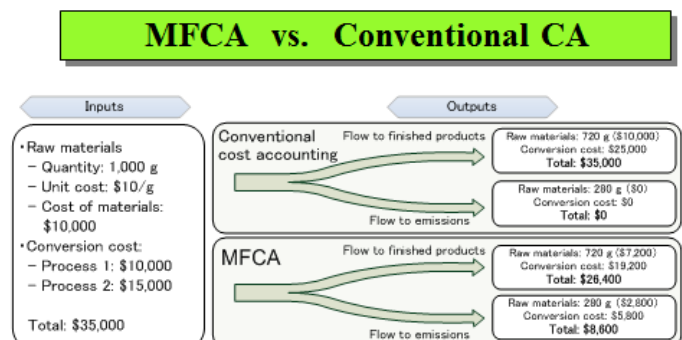 MFCA vs. Conventional CA
Inputs
Outputs
・Raw materials
− Quantity: 1,000 g
− Unit cost: $10/g
− Cost of materials:
$10,000
・Conversion cost:
− Process 1: $10,000
− Process 2: $15,000
Total: $35,000
Conventional
cost accounting
Flow to finished products
Flow to emissions
Raw materials: 720 g ($10,000)
Conversion cost: $25,000
Total: $35,000
Raw materials: 280 g ($0)
Conversion cost: $0
Total: $0
MFCA
Flow to finished products
Flow to emissions
Raw materials: 720 g ($7,200)
Conversion cost: $19,200
Total: $26,400
Raw materials: 280 g ($2,800)
Conversion cost: $5,800
Total: $8,600